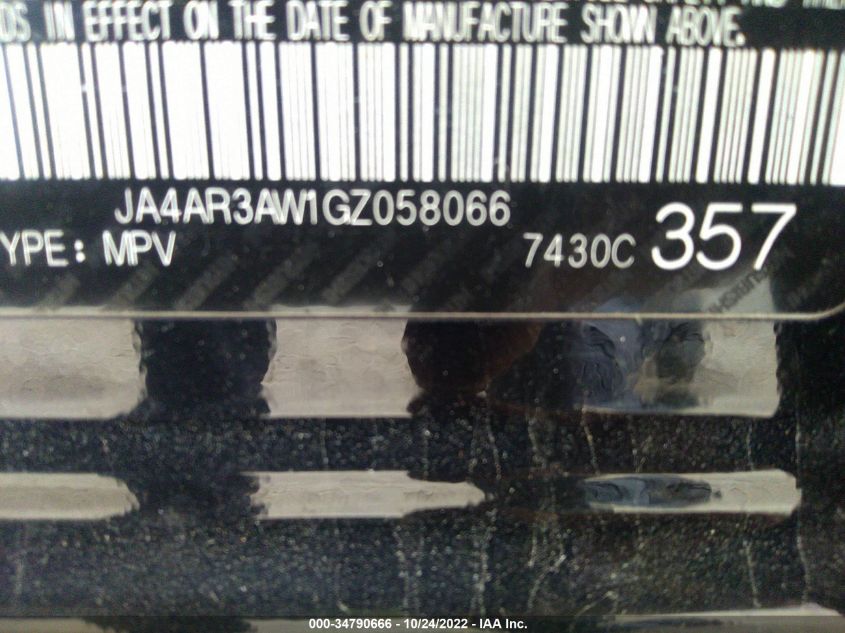 DS IN EFFECT ON THE DATE OF MANUFACTURE SHOWN ABOVE.
JA4AR3AW1GZ058066
YPE: MPV 7430C 357
000-34790666 - 10/24/2022 - IAA Inc.